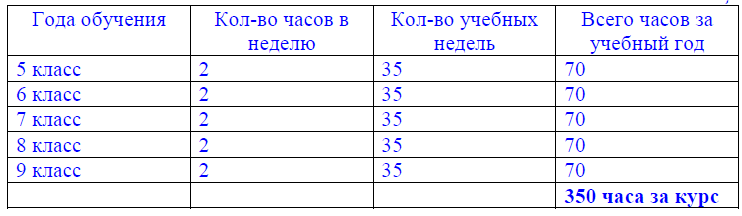 Года обучения Кол-во часов в Кол-во учебных Всего часов за
неделю недель учебный год
5 класс 2 35 70
6 класс 2 35 70
7 класс 2 35 70
8 класс 2 35 70
9 класс 2 35 70
350 часа за курс